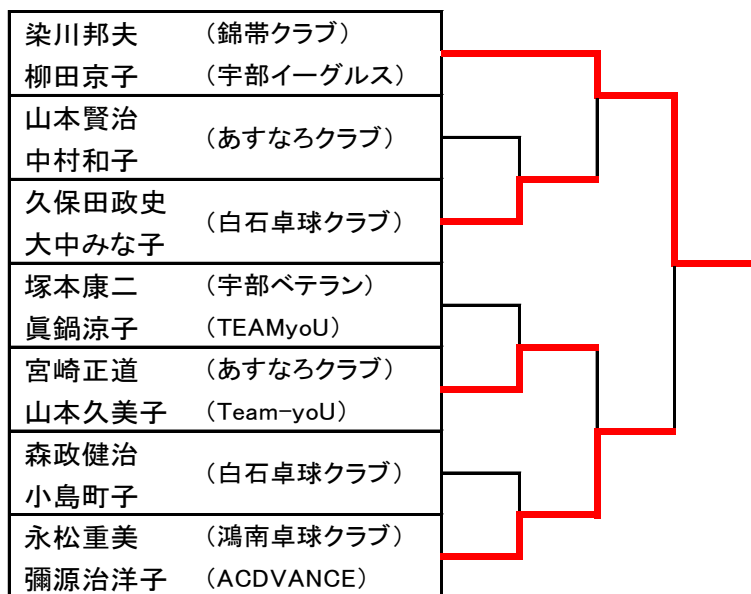 染川邦夫 (錦帯クラブ)
柳田京子 (宇部イーグルス)
山本賢治
(あすなろクラブ)
中村和子
久保田政史
(白石卓球クラブ)
大中みな子
塚本康二 (宇部ベテラン)
眞鍋涼子 (TEAMyoU)
宮崎正道 (あすなろクラブ)
山本久美子 (Team-yoU)
森政健治
(白石卓球クラブ)
小島町子
永松重美 (鴻南卓球クラブ)
彌源治洋子 (ACDVANCE)